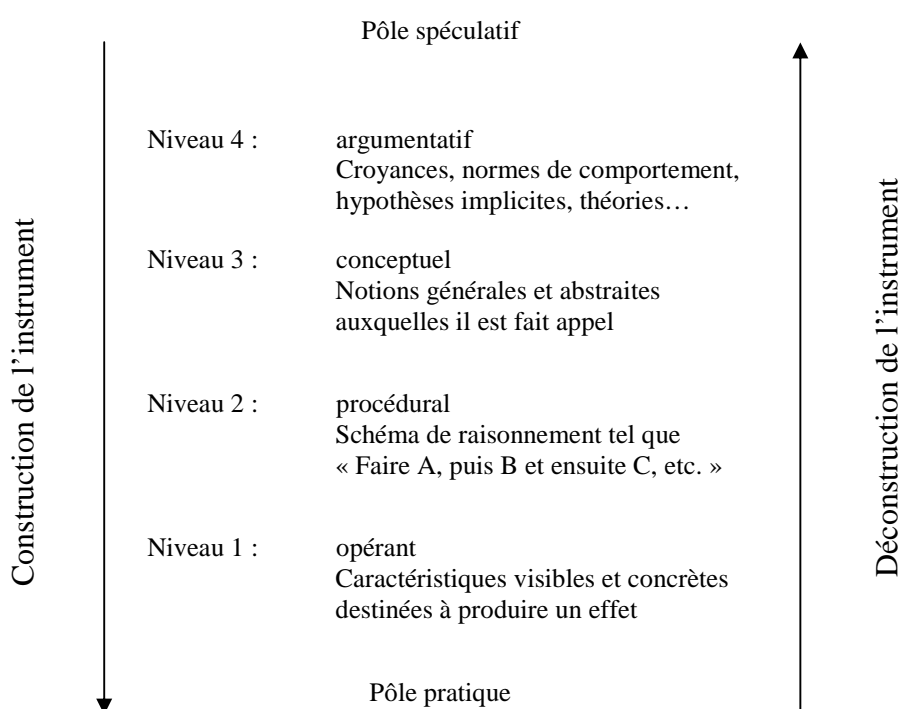 Pôle spéculatif
Construction de l’instrument
Niveau 4 : argumentatif
Croyances, normes de comportement,
hypothèses implicites, théories…
Niveau 3 : conceptuel
Notions générales et abstraites
auxquelles il est fait appel
Niveau 2 : procédural
Schéma de raisonnement tel que
« Faire A, puis B et ensuite C, etc. »
Niveau 1 : opérant
Caractéristiques visibles et concrètes
destinées à produire un effet
Déconstruction de l’instrument
Pôle pratique